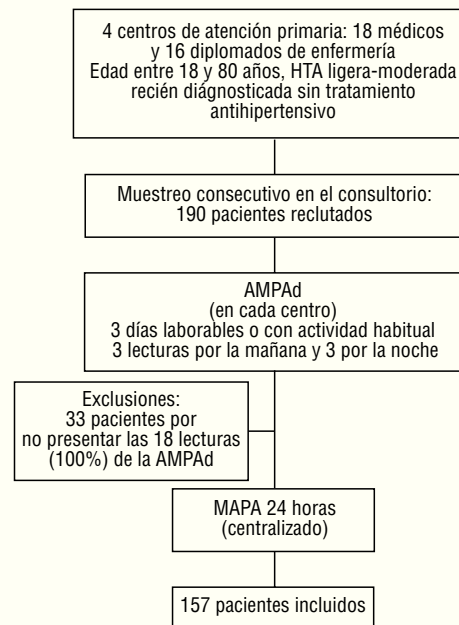 4 centros de atención primaria: 18 médicos
y 16 diplomados de enfermería
Edad entre 18 y 80 años, HTA ligera-moderada
recién diágnosticada sin tratamiento
antihipertensivo
Muestreo consecutivo en el consultorio:
190 pacientes reclutados
AMPAd
(en cada centro)
3 días laborables o con actividad habitual
3 lecturas por la mañana y 3 por la noche
Exclusiones:
33 pacientes por
no presentar las 18 lecturas
(100%) de la AMPAd
MAPA 24 horas
(centralizado)
157 pacientes incluidos